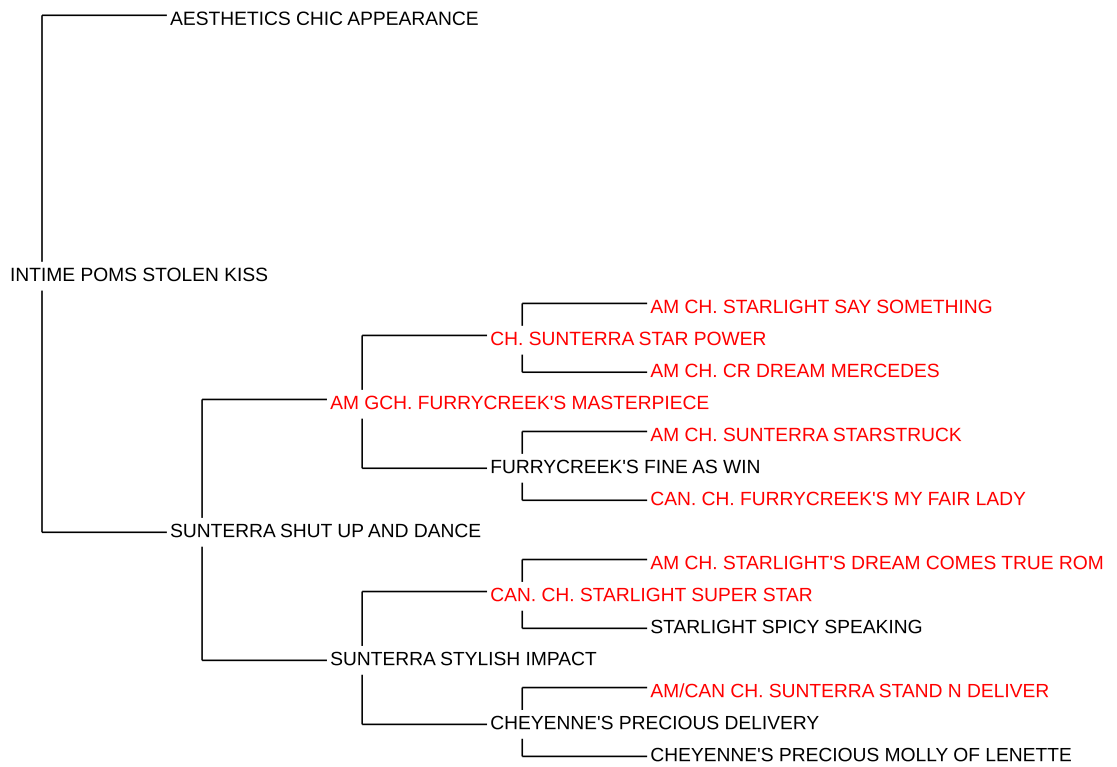 AESTHETICS CHIC APPEARANCE
INTIME POMS STOLEN KISS
AM CH. STARLIGHT SAY SOMETHING
CH. SUNTERRA STAR POWER
AM CH. CR DREAM MERCEDES
AM GCH. FURRYCREEK'S MASTERPIECE
AM CH. SUNTERRA STARSTRUCK
FURRYCREEK'S FINE AS WIN
CAN. CH. FURRYCREEK'S MY FAIR LADY
SUNTERRA SHUT UP AND DANCE
AM CH. STARLIGHT'S DREAM COMES TRUE ROM
CAN. CH. STARLIGHT SUPER STAR
STARLIGHT SPICY SPEAKING
SUNTERRA STYLISH IMPACT
AM/CAN CH. SUNTERRA STAND N DELIVER
CHEYENNE'S PRECIOUS DELIVERY
CHEYENNE'S PRECIOUS MOLLY OF LENETTE